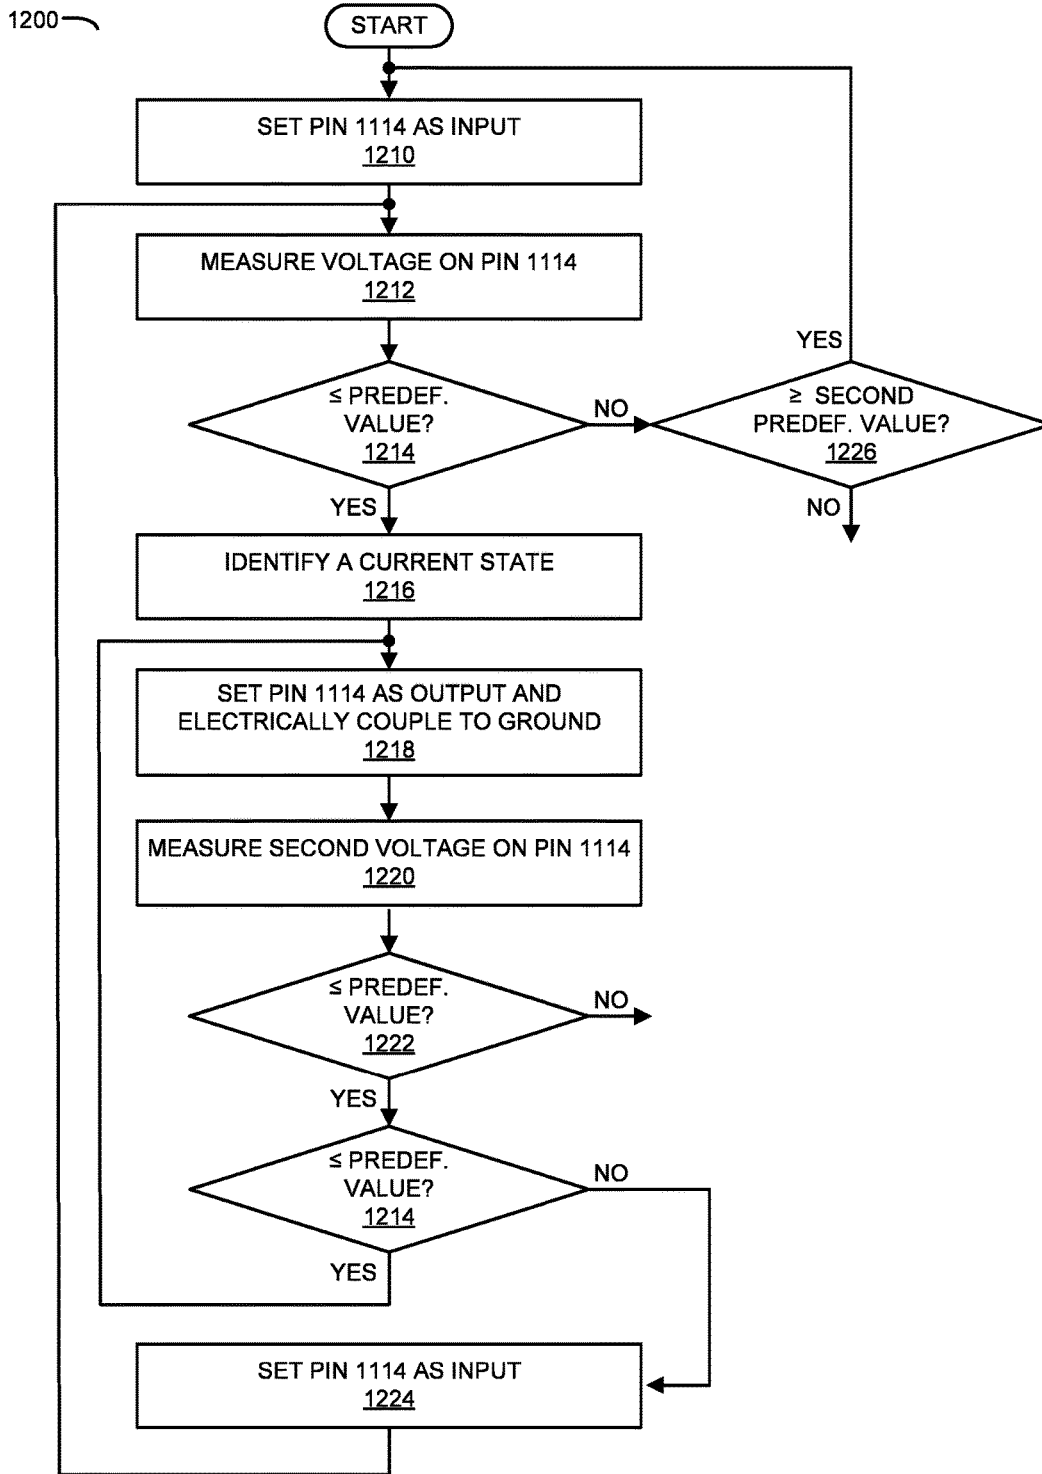 1200
START
SET PIN 1114 AS INPUT
1210
MEASURE VOLTAGE ON PIN 1114
1212
YES
≤ PREDEF.
VALUE?
1214
NO
≥ SECOND
PREDEF. VALUE?
1226
YES
NO
IDENTIFY A CURRENT STATE
1216
SET PIN 1114 AS OUTPUT AND
ELECTRICALLY COUPLE TO GROUND
1218
MEASURE SECOND VOLTAGE ON PIN 1114
1220
≤ PREDEF.
VALUE?
1222
NO
YES
≤ PREDEF.
VALUE?
1214
NO
YES
SET PIN 1114 AS INPUT
1224